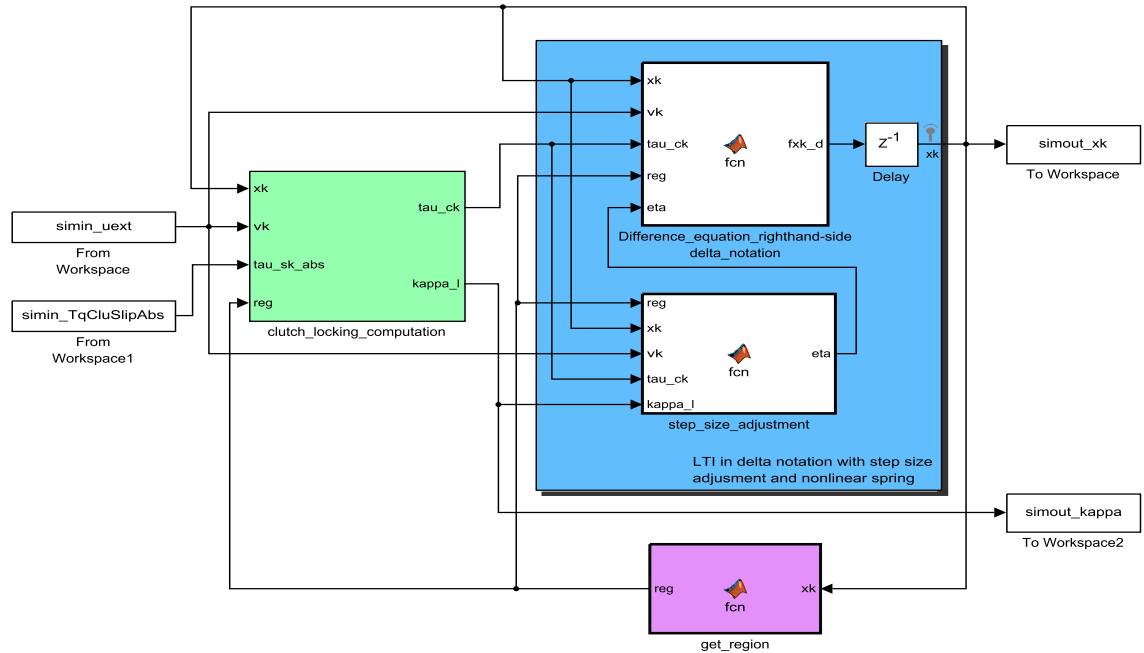 xk
vk
tau_ck
reg
eta
fcn
fxk_d
Z-1
xk
Delay
simout_xk
To Workspace
Difference_equation_righthand-side
delta_notation
simin_uext
From
Workspace
simin_TqCluSlipAbs
From
Workspace1
xk
vk
tau_sk_abs
reg
tau_ck
kappa_l
clutch_locking_computation
reg
xk
vk
tau_ck
kappa_l
fcn
eta
step_size_adjustment
LTI in delta notation with step size
adjusment and nonlinear spring
simout_kappa
To Workspace2
reg
fcn
xk
get_region